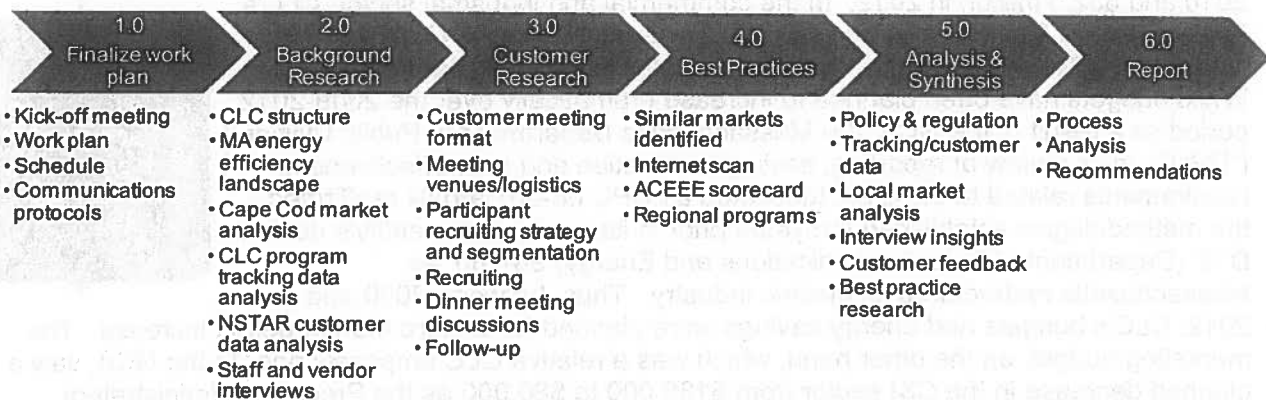 1.0
Finalize work
plan
2.0
Background
Research
3.0
Customer
Research
4.0
Best Practices
5.0
Analysis &
Synthesis
6.0
Report
• Kick-off meeting
• Work plan
• Schedule
• Communications
protocols
• CLC structure
• MA energy
efficiency
landscape
• Cape Cod market
analysis
• CLC program
tracking data
analysis
• NSTAR customer
data analysis
• Staff and vendor
interviews
• Customer meeting
format
• Meeting
venues/logistics
• Participant
recruiting strategy
and segmentation
• Recruiting
• Dinner meeting
discussions
• Follow-up
• Similar markets
identified
• Internet scan
• ACEEE scorecard
• Regional programs
• Policy & regulation
• Tracking/customer
data
• Local market
analysis
• Interview insights
• Customer feedback
• Best practice
research
• Process
• Analysis
• Recommendations